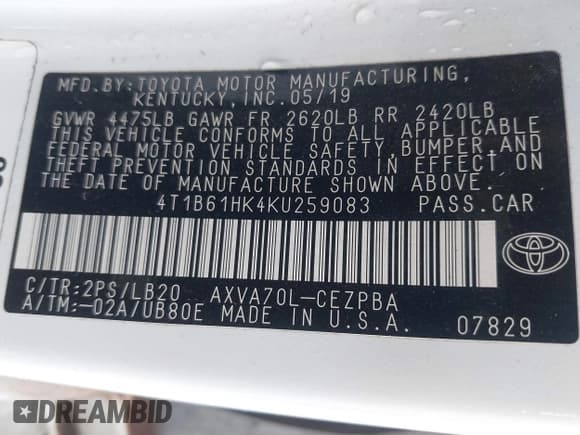 MFD.BY:TOYOTA MOTOR MANUFACTURING,
KENTUCKY,INC.05/19
GVWR 4475LB GAWR FR 2620LB RR 2420LB
THIS VEHICLE CONFORMS TO ALL APPLICABLE
FEDERAL MOTOR VEHICLE SAFETY, BUMPER, AND
THEFT PREVENTION STANDARDS IN EFFECT ON
THE DATE OF MANUFACTURE SHOWN ABOVE.
4T1B61HK4KU259083 PASS.CAR
C/TR:2PS/LB20 AXVA70L-CEZPBA
A/TM:-02A/UB80E MADE IN U.S.A.
07829
TOYOTA
DREAMBID